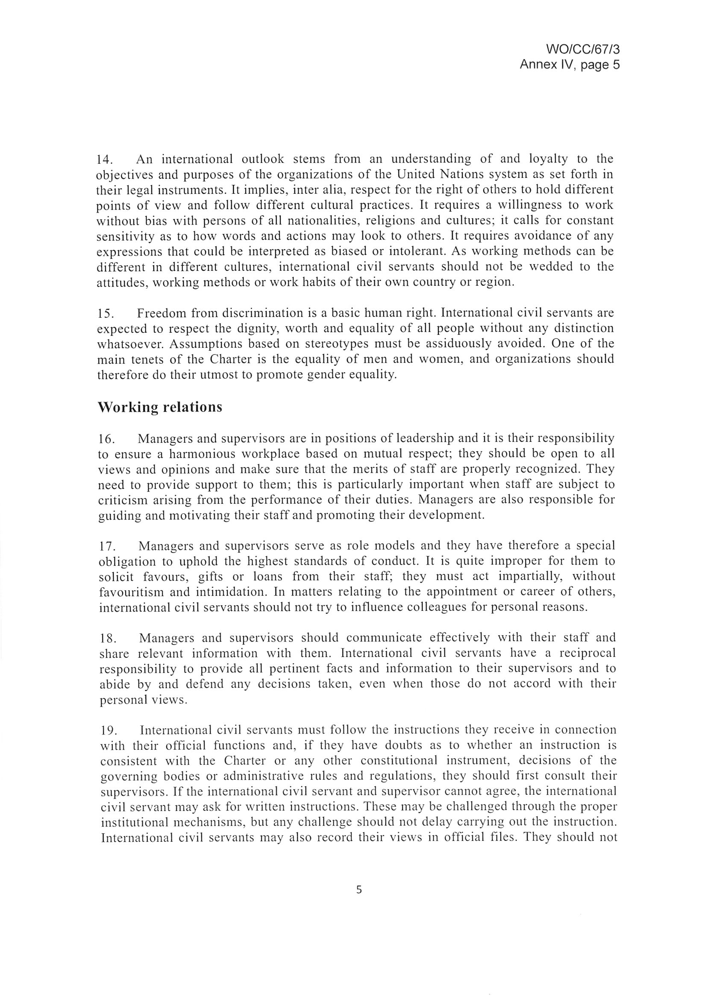 WO/CC/67/3
Annex IV, page 5
14. An international outlook stems from an understanding of and loyalty to the
objectives and purposes of the organizations of the United Nations system as set forth in
their legal instruments. It implies, inter alia, respect for the right of others to hold different
points of view and follow different cultural practices. It requires a willingness to work
without bias with persons of all nationalities, religions and cultures; it calls for constant
sensitivity as to how words and actions may look to others. It requires avoidance of any
expressions that could be interpreted as biased or intolerant. As working methods can be
different in different cultures, international civil servants should not be wedded to the
attitudes, working methods or work habits of their own country or region.
15. Freedom from discrimination is a basic human right. International civil servants are
expected to respect the dignity, worth and equality of all people without any distinction
whatsoever. Assumptions based on stereotypes must be assiduously avoided. One of the
main tenets of the Charter is the equality of men and women, and organizations should
therefore do their utmost to promote gender equality.
Working relations
16. Managers and supervisors are in positions of leadership and it is their responsibility
to ensure a harmonious workplace based on mutual respect; they should be open to all
views and opinions and make sure that the merits of staff are properly recognized. They
need to provide support to them; this is particularly important when staff are subject to
criticism arising from the performance of their duties. Managers are also responsible for
guiding and motivating their staff and promoting their development.
17. Managers and supervisors serve as role models and they have therefore a special
obligation to uphold the highest standards of conduct. It is quite improper for them to
solicit favours, gifts or loans from their staff; they must act impartially, without
favouritism and intimidation. In matters relating to the appointment or career of others,
international civil servants should not try to influence colleagues for personal reasons.
18. Managers and supervisors should communicate effectively with their staff and
share relevant information with them. International civil servants have a reciprocal
responsibility to provide all pertinent facts and information to their supervisors and to
abide by and defend any decisions taken, even when those do not accord with their
personal views.
19. International civil servants must follow the instructions they receive in connection
with their official functions and, if they have doubts as to whether an instruction is
consistent with the Charter or any other constitutional instrument, decisions of the
governing bodies or administrative rules and regulations, they should first consult their
supervisors. If the international civil servant and supervisor cannot agree, the international
civil servant may ask for written instructions. These may be challenged through the proper
institutional mechanisms, but any challenge should not delay carrying out the instruction.
International civil servants may also record their views in official files. They should not
5